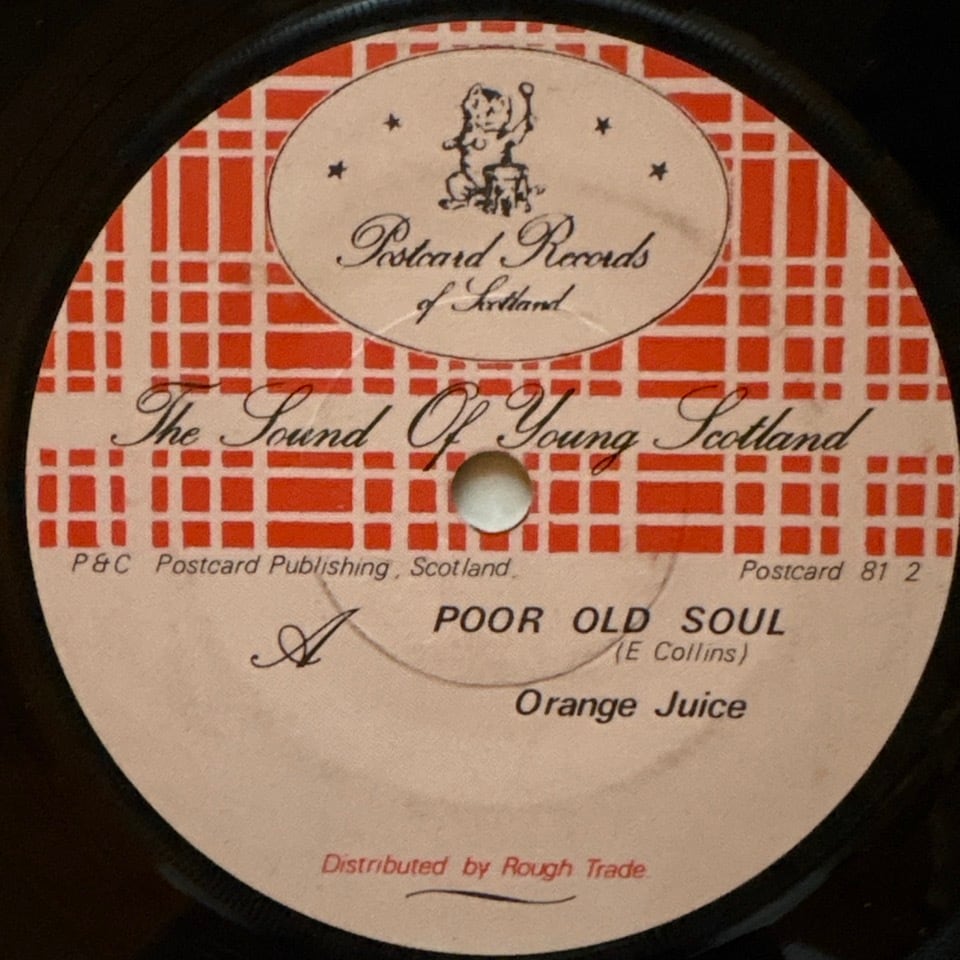 Postcard Records
of Scotland
The Sound Of Young Scotland
P & C Postcard Publishing, Scotland.
Postcard 81 2
A
POOR OLD SOUL
(E Collins)
Orange Juice
Distributed by Rough Trade